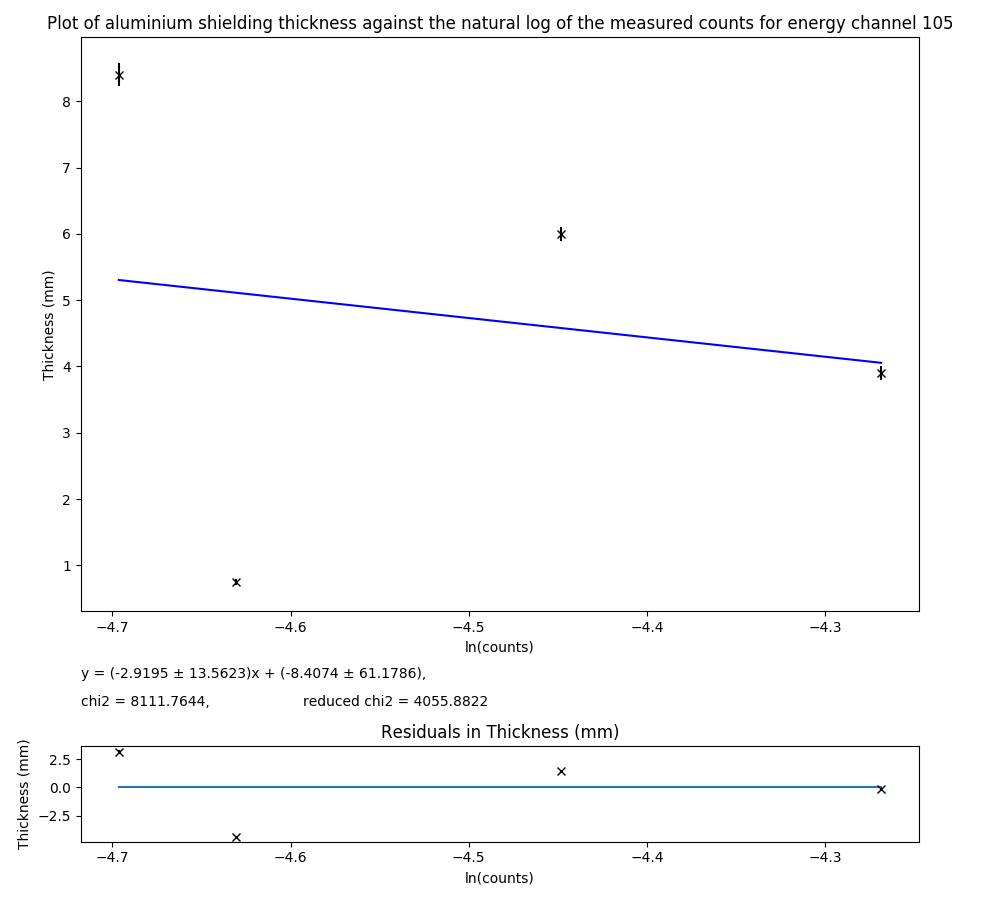 Plot of aluminium shielding thickness against the natural log of the measured counts for energy channel 105
8
7
6
5
4
3
2
1
Thickness (mm)
−4.7 −4.6 −4.5 −4.4 −4.3
ln(counts)
y = (-2.9195 ± 13.5623)x + (-8.4074 ± 61.1786),
chi2 = 8111.7644, reduced chi2 = 4055.8822
Residuals in Thickness (mm)
2.5
0.0
−2.5
Thickness (mm)
−4.7 −4.6 −4.5 −4.4 −4.3
ln(counts)